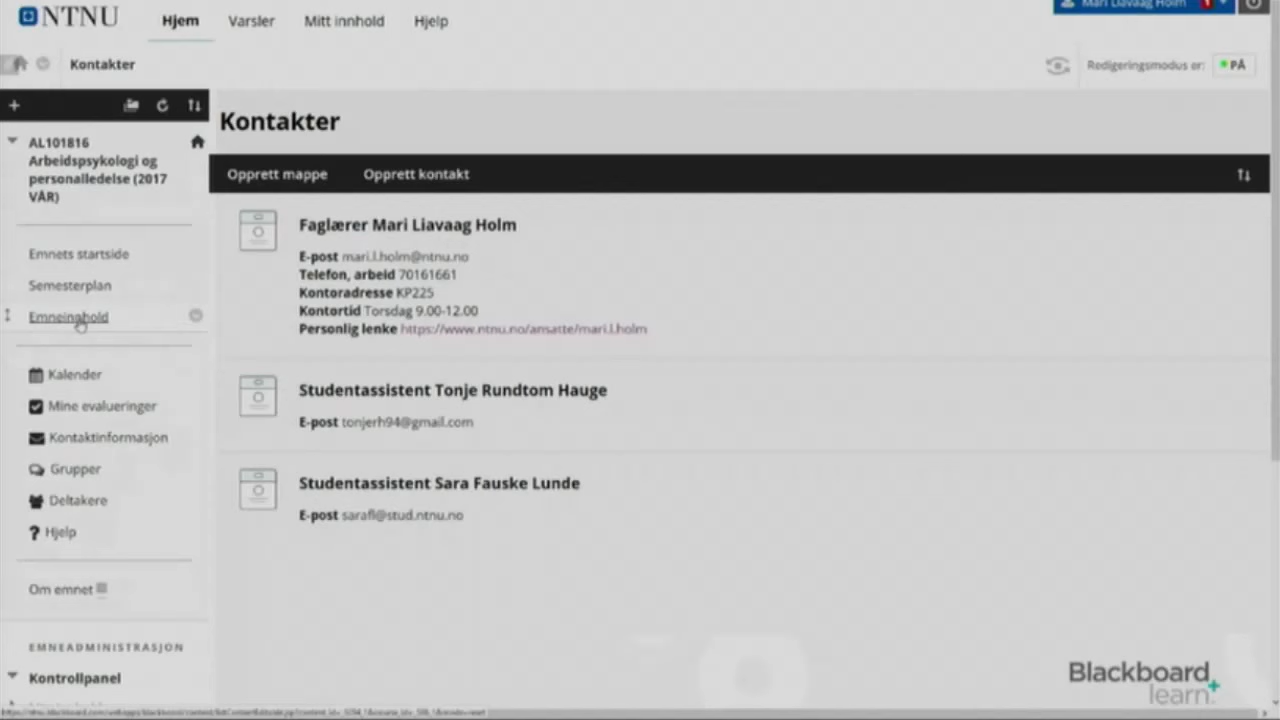 NTNU
Hjem Varsler Mitt innhold Hjelp
Mari Liavaag Holm
Kontakter
Redigeringsmodus er: PÅ
AL101816
Arbeidspsykologi og
personalledelse (2017
VÅR)
Emnets startside
Semesterplan
Emneinnhold
Kalender
Mine evalueringer
Kontaktinformasjon
Grupper
Deltakere
? Hjelp
Om emnet
EMNEADMINISTRASJON
Kontrollpanel
Kontakter
Opprett mappe Opprett kontakt
Faglærer Mari Liavaag Holm
E-post mari.l.holm@ntnu.no
Telefon, arbeid 70161661
Kontoradresse KP225
Kontortid Torsdag 9.00-12.00
Personlig lenke https://www.ntnu.no/ansatte/mari.l.holm
Studentassistent Tonje Rundtom Hauge
E-post tonjerh94@gmail.com
Studentassistent Sara Fauske Lunde
E-post sarafl@stud.ntnu.no
Blackboard
learn+